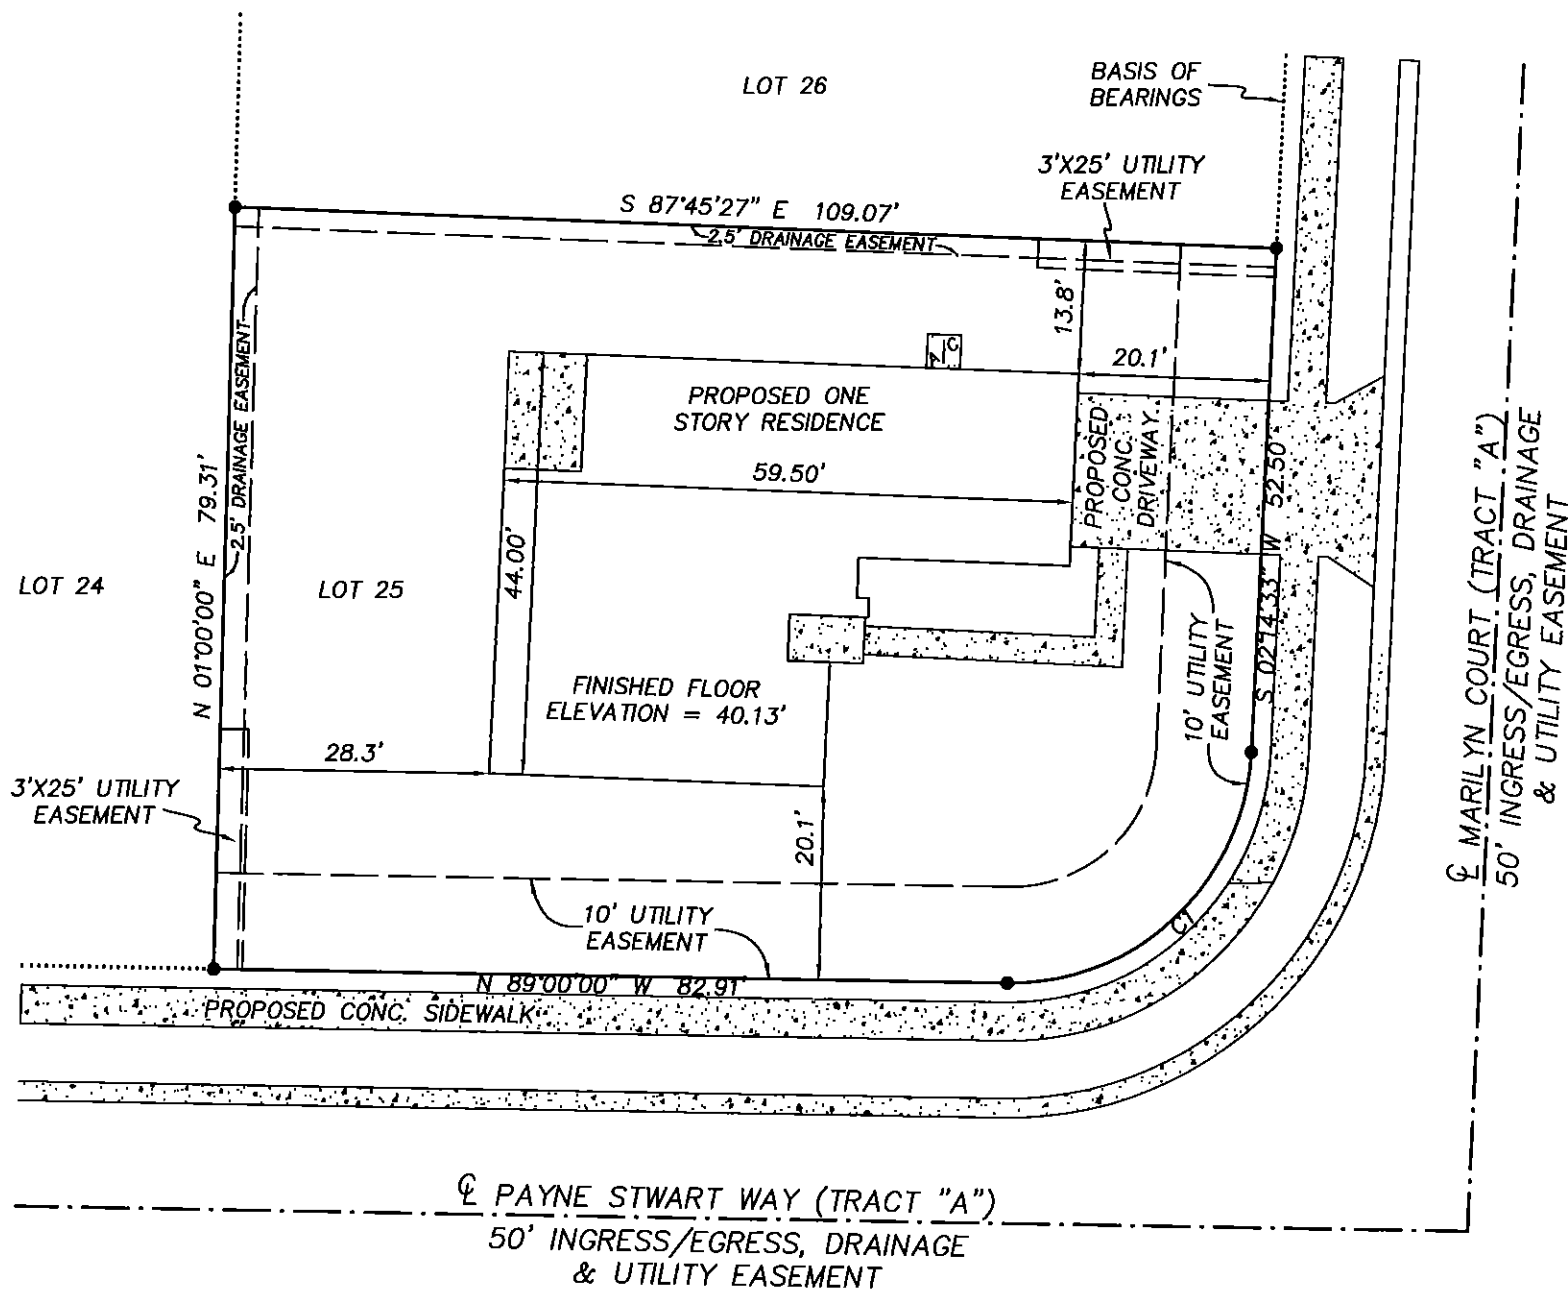 LOT 26
BASIS OF
BEARINGS
3'X25' UTILITY
EASEMENT
S 87°45'27" E 109.07'
2.5' DRAINAGE EASEMENT
13.8'
20.1'
A/C
PROPOSED ONE
STORY RESIDENCE
59.50'
PROPOSED
CONC.
DRIVEWAY
S 02°14'33" W 52.50'
2.5' DRAINAGE EASEMENT
N 01°00'00" E 79.31'
LOT 24
LOT 25
44.00'
10' UTILITY
EASEMENT
FINISHED FLOOR
ELEVATION = 40.13'
28.3'
3'X25' UTILITY
EASEMENT
20.1'
10' UTILITY
EASEMENT
C1
N 89°00'00" W 82.91'
PROPOSED CONC. SIDEWALK
℄ MARILYN COURT (TRACT "A")
50' INGRESS/EGRESS, DRAINAGE
& UTILITY EASEMENT
℄ PAYNE STWART WAY (TRACT "A")
50' INGRESS/EGRESS, DRAINAGE
& UTILITY EASEMENT